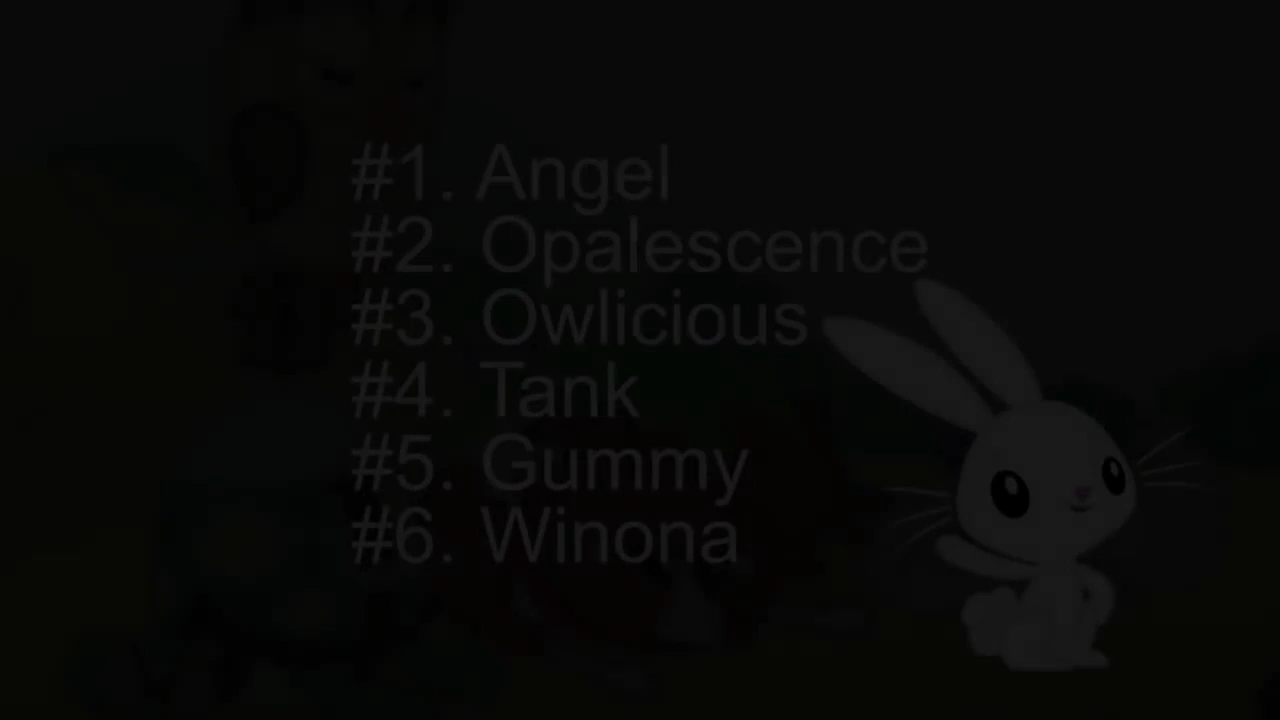 #1. Angel
#2. Opalescence
#3. Owlicious
#4. Tank
#5. Gummy
#6. Winona